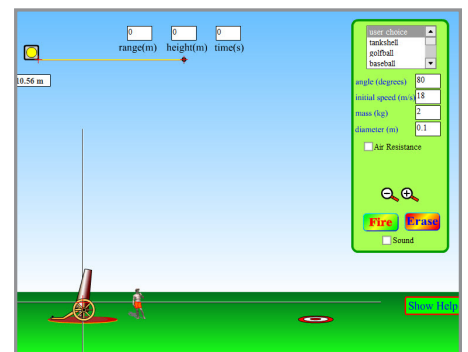 0 0 0
range(m) height(m) time(s)
10.56 m
user choice
tankshell
golfball
baseball
angle (degrees) 80
initial speed (m/s) 18
mass (kg) 2
diameter (m) 0.1
Air Resistance
Fire Erase
Sound
Show Help